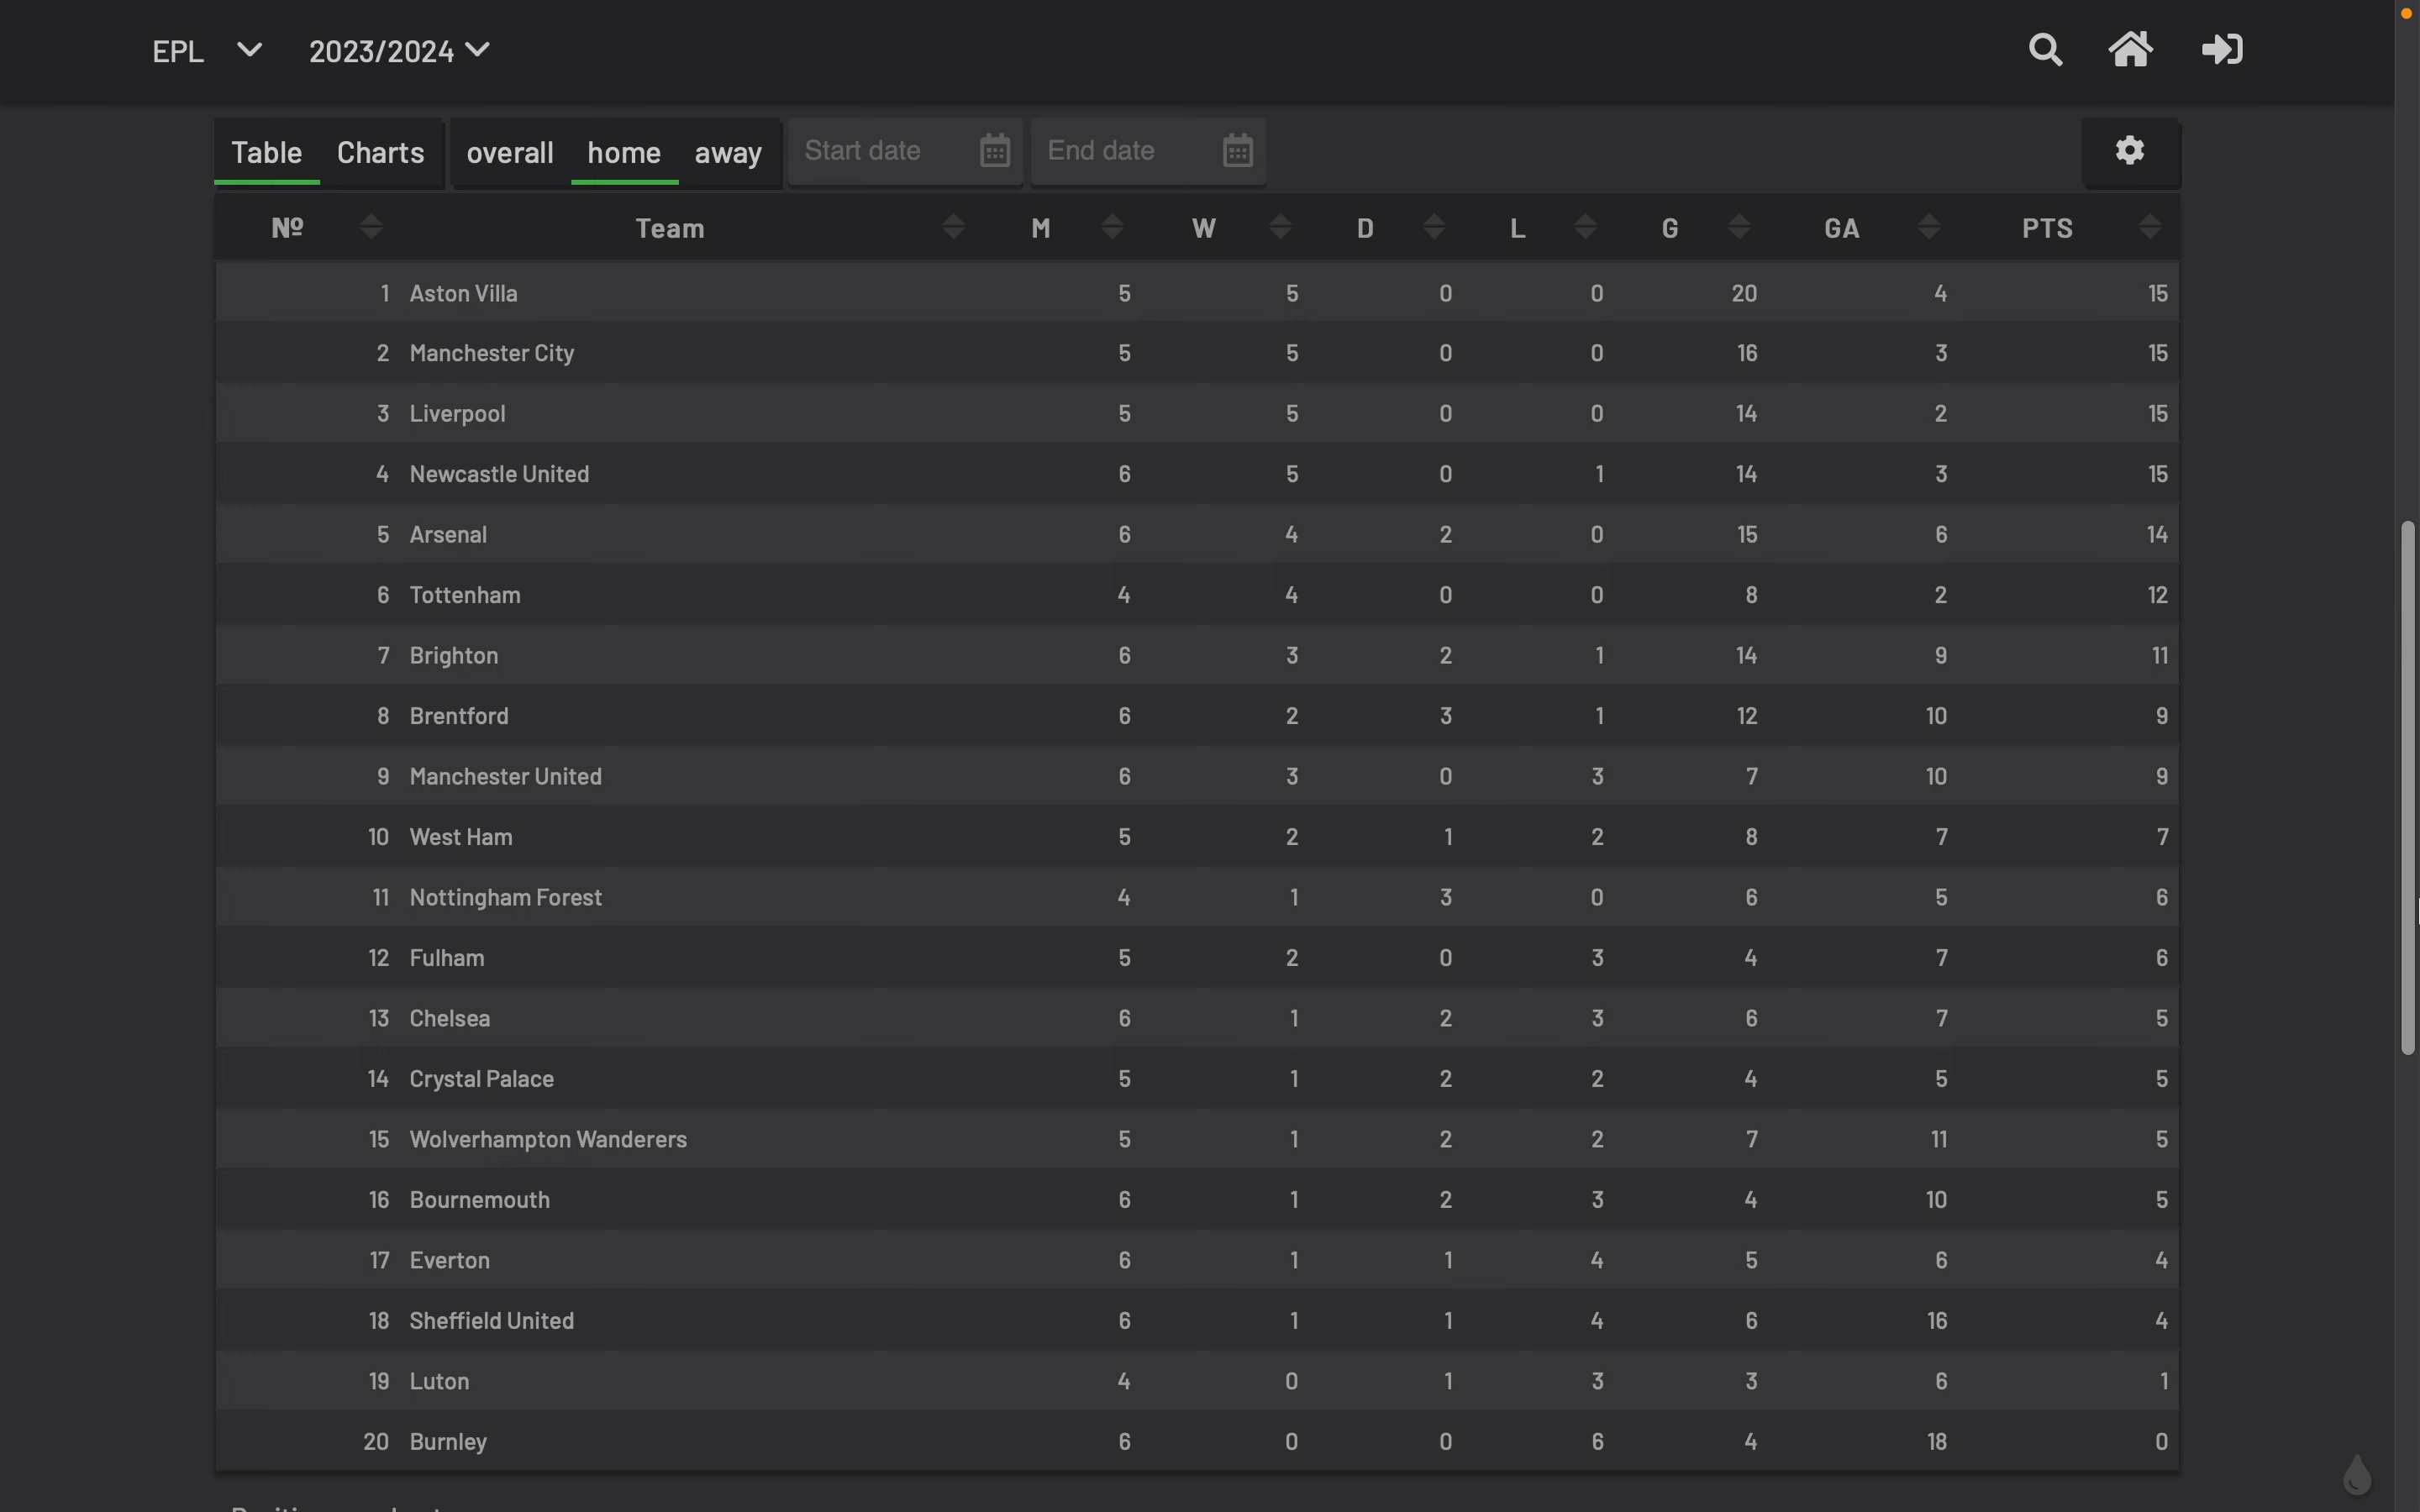 EPL 2023/2024
Table Charts overall home away Start date End date
Nº Team M W D L G GA PTS
1 Aston Villa 5 5 0 0 20 4 15
2 Manchester City 5 5 0 0 16 3 15
3 Liverpool 5 5 0 0 14 2 15
4 Newcastle United 6 5 0 1 14 3 15
5 Arsenal 6 4 2 0 15 6 14
6 Tottenham 4 4 0 0 8 2 12
7 Brighton 6 3 2 1 14 9 11
8 Brentford 6 2 3 1 12 10 9
9 Manchester United 6 3 0 3 7 10 9
10 West Ham 5 2 1 2 8 7 7
11 Nottingham Forest 4 1 3 0 6 5 6
12 Fulham 5 2 0 3 4 7 6
13 Chelsea 6 1 2 3 6 7 5
14 Crystal Palace 5 1 2 2 4 5 5
15 Wolverhampton Wanderers 5 1 2 2 7 11 5
16 Bournemouth 6 1 2 3 4 10 5
17 Everton 6 1 1 4 5 6 4
18 Sheffield United 6 1 1 4 6 16 4
19 Luton 4 0 1 3 3 6 1
20 Burnley 6 0 0 6 4 18 0